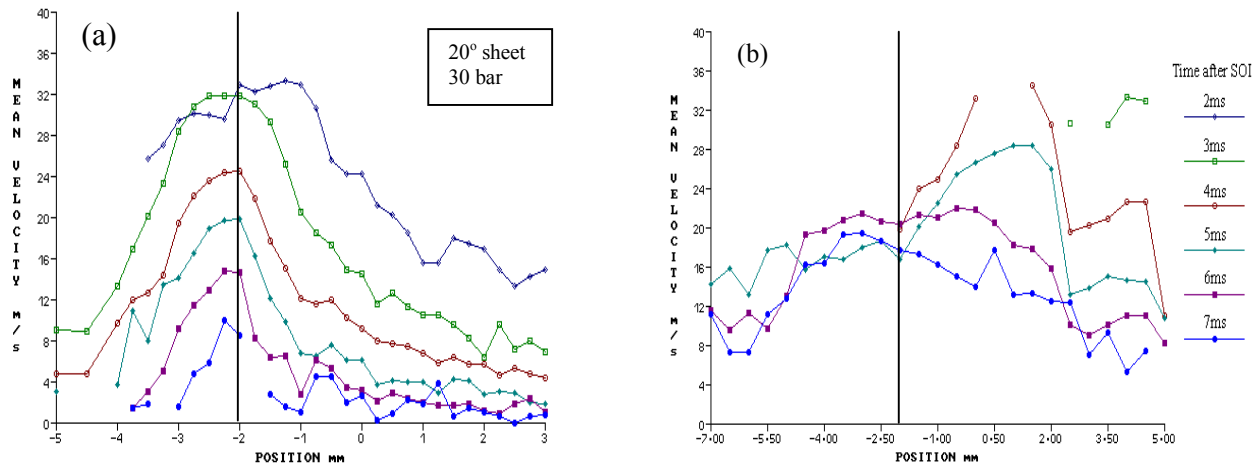 (a)
20º sheet
30 bar
MEAN VELOCITY M/S
40
36
32
28
24
20
16
12
8
4
0
-5 -4 -3 -2 -1 0 1 2 3
POSITION MM
(b)
MEAN VELOCITY M/S
40
36
32
28
24
20
16
12
8
4
0
-7.00 -5.50 -4.00 -2.50 -1.00 0.50 2.00 3.50 5.00
POSITION MM
Time after SOI
2ms
3ms
4ms
5ms
6ms
7ms